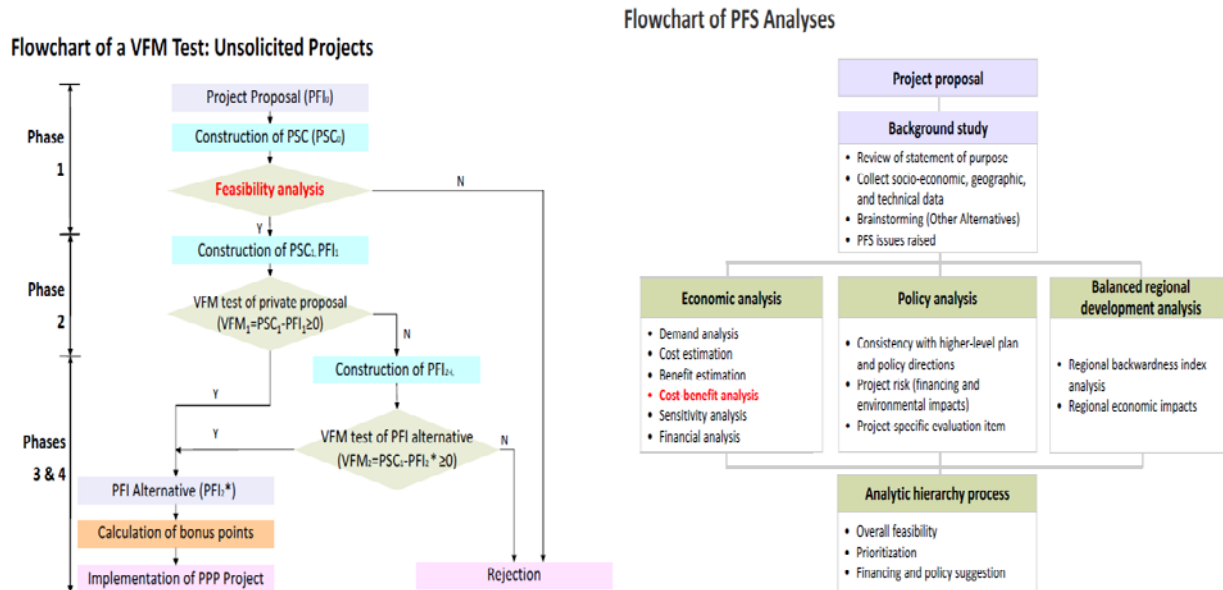 Flowchart of a VFM Test: Unsolicited Projects
Phase
1
Phase
2
Phases
3 & 4
Project Proposal (PFI₀)
Construction of PSC (PSC₀)
Feasibility analysis
N
Y
Construction of PSC₁, PFI₁
VFM test of private proposal
(VFM₁=PSC₁-PFI₁≥0)
N
Construction of PFI₂
Y
Y
VFM test of PFI alternative
(VFM₂=PSC₁-PFI₂* ≥0)
N
PFI Alternative (PFI₂*)
Calculation of bonus points
Implementation of PPP Project
Rejection
Flowchart of PFS Analyses
Project proposal
Background study
• Review of statement of purpose
• Collect socio-economic, geographic,
and technical data
• Brainstorming (Other Alternatives)
• PFS issues raised
Economic analysis
• Demand analysis
• Cost estimation
• Benefit estimation
• Cost benefit analysis
• Sensitivity analysis
• Financial analysis
Policy analysis
• Consistency with higher-level plan
and policy directions
• Project risk (financing and
environmental impacts)
• Project specific evaluation item
Balanced regional
development analysis
• Regional backwardness index
analysis
• Regional economic impacts
Analytic hierarchy process
• Overall feasibility
• Prioritization
• Financing and policy suggestion